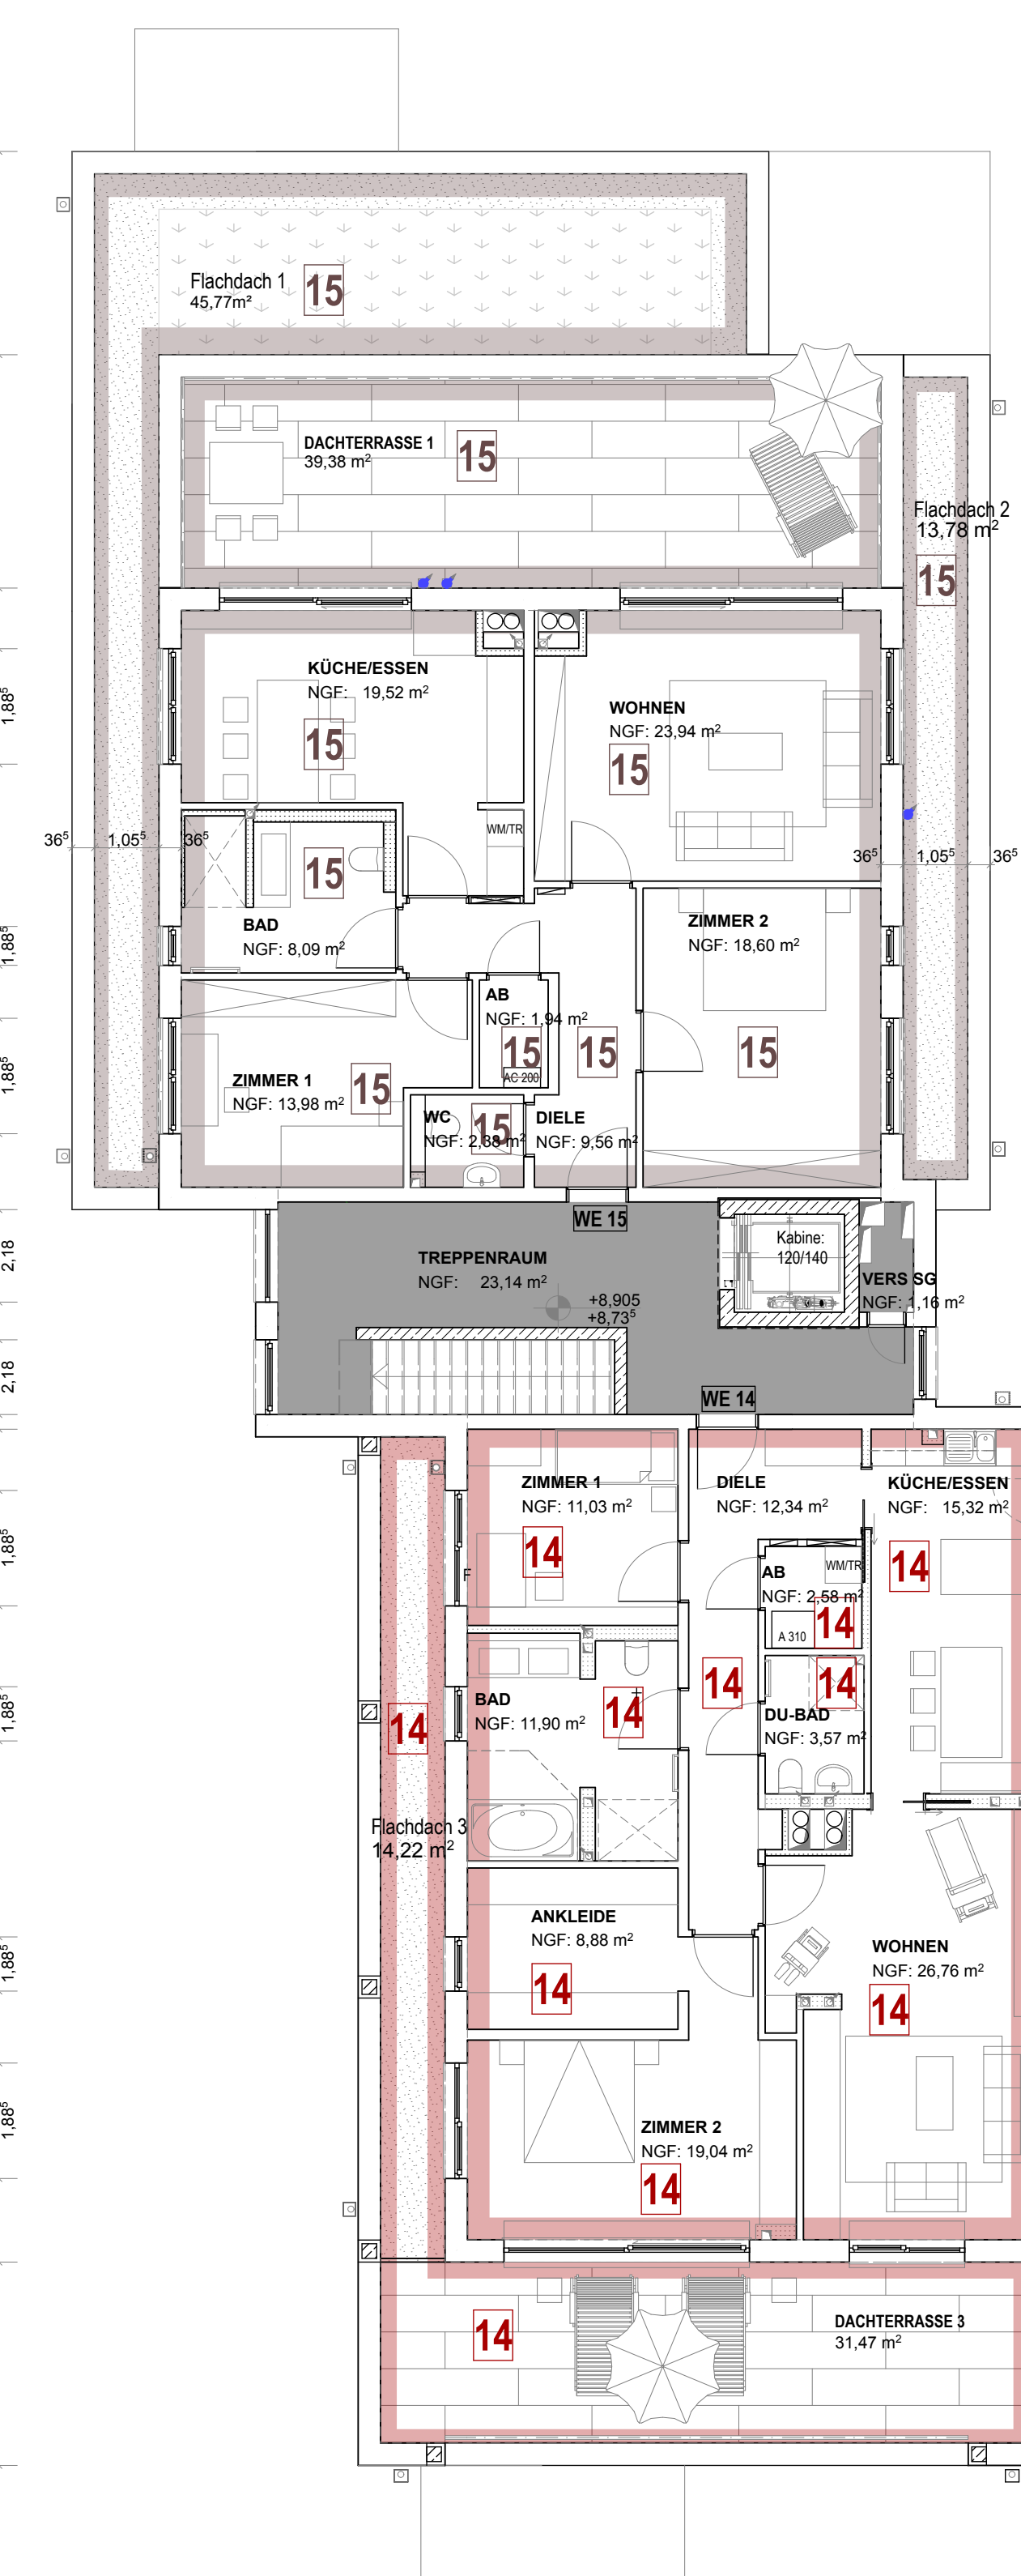 Flachdach 1
45,77m²
15
DACHTERRASSE 1
39,38 m²
15
Flachdach 2
13,78 m²
15
1,88⁵
KÜCHE/ESSEN
NGF: 19,52 m²
15
WOHNEN
NGF: 23,94 m²
15
WM/TR
36⁵
1,05⁵
36⁵
36⁵
1,05⁵
36⁵
15
BAD
NGF: 8,09 m²
ZIMMER 2
NGF: 18,60 m²
15
1,88⁵
AB
NGF: 1,94 m²
15
AC 200
15
1,88⁵
ZIMMER 1
NGF: 13,98 m²
15
WC
NGF: 2,38 m²
15
DIELE
NGF: 9,56 m²
WE 15
2,18
TREPPENRAUM
NGF: 23,14 m²
Kabine:
120/140
VERS SG
NGF: 1,16 m²
+8,905
+8,73⁵
2,18
WE 14
ZIMMER 1
NGF: 11,03 m²
14
DIELE
NGF: 12,34 m²
KÜCHE/ESSEN
NGF: 15,32 m²
14
1,88⁵
F
AB
NGF: 2,58 m²
WM/TR
14
A 310
14
BAD
NGF: 11,90 m²
14
14
DU-BAD
NGF: 3,57 m²
14
1,88⁵
Flachdach 3
14,22 m²
ANKLEIDE
NGF: 8,88 m²
14
1,88⁵
WOHNEN
NGF: 26,76 m²
14
1,88⁵
ZIMMER 2
NGF: 19,04 m²
14
14
DACHTERRASSE 3
31,47 m²